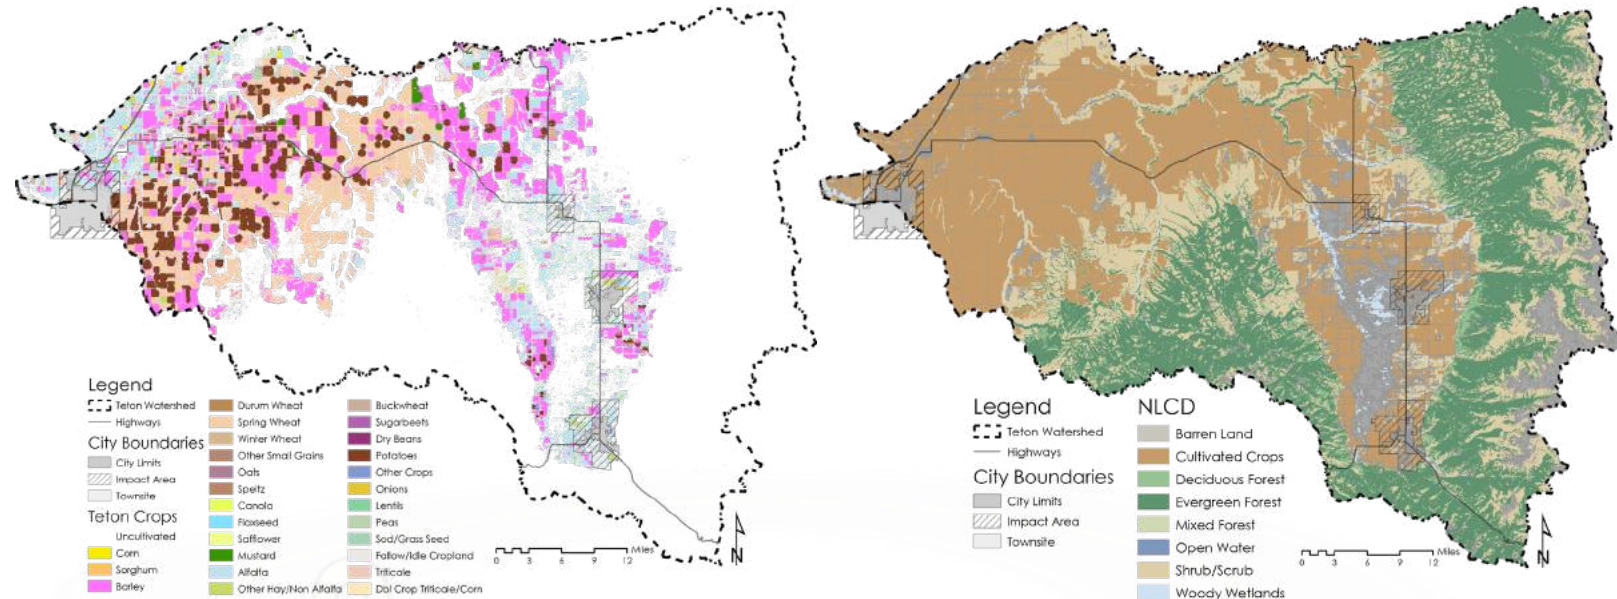 Legend
Teton Watershed
Highways
City Boundaries
City Limits
Impact Area
Townsite
Teton Crops
Uncultivated
Corn
Sorghum
Barley
Durum Wheat
Spring Wheat
Winter Wheat
Other Small Grains
Oats
Speltz
Canola
Flaxseed
Safflower
Mustard
Alfalfa
Other Hay/Non Alfalfa
Buckwheat
Sugarbeets
Dry Beans
Potatoes
Other Crops
Onions
Lentils
Peas
Sod/Grass Seed
Fallow/Idle Cropland
Triticale
Dbl Crop Triticale/Corn
Miles
0 3 6 9 12
N
Legend
Teton Watershed
Highways
City Boundaries
City Limits
Impact Area
Townsite
NLCD
Barren Land
Cultivated Crops
Deciduous Forest
Evergreen Forest
Mixed Forest
Open Water
Shrub/Scrub
Woody Wetlands
Miles
0 3 6 9 12
N